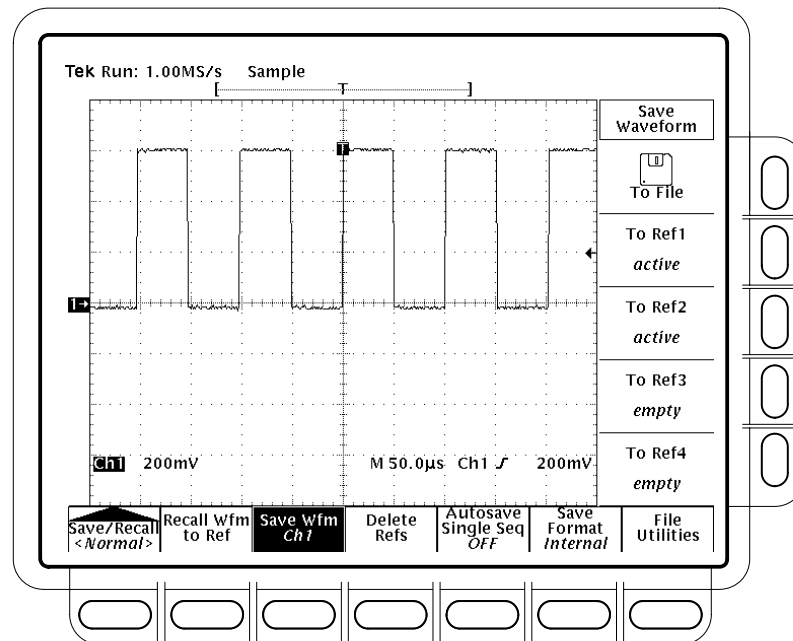 Tek Run: 1.00MS/s Sample
[ T ]
T
1→
Ch1 200mV M 50.0µs Ch1 200mV
Save
Waveform
To File
To Ref1
active
To Ref2
active
To Ref3
empty
To Ref4
empty
Save/Recall
<Normal>
Recall Wfm
to Ref
Save Wfm
Ch1
Delete
Refs
Autosave
Single Seq
OFF
Save
Format
Internal
File
Utilities